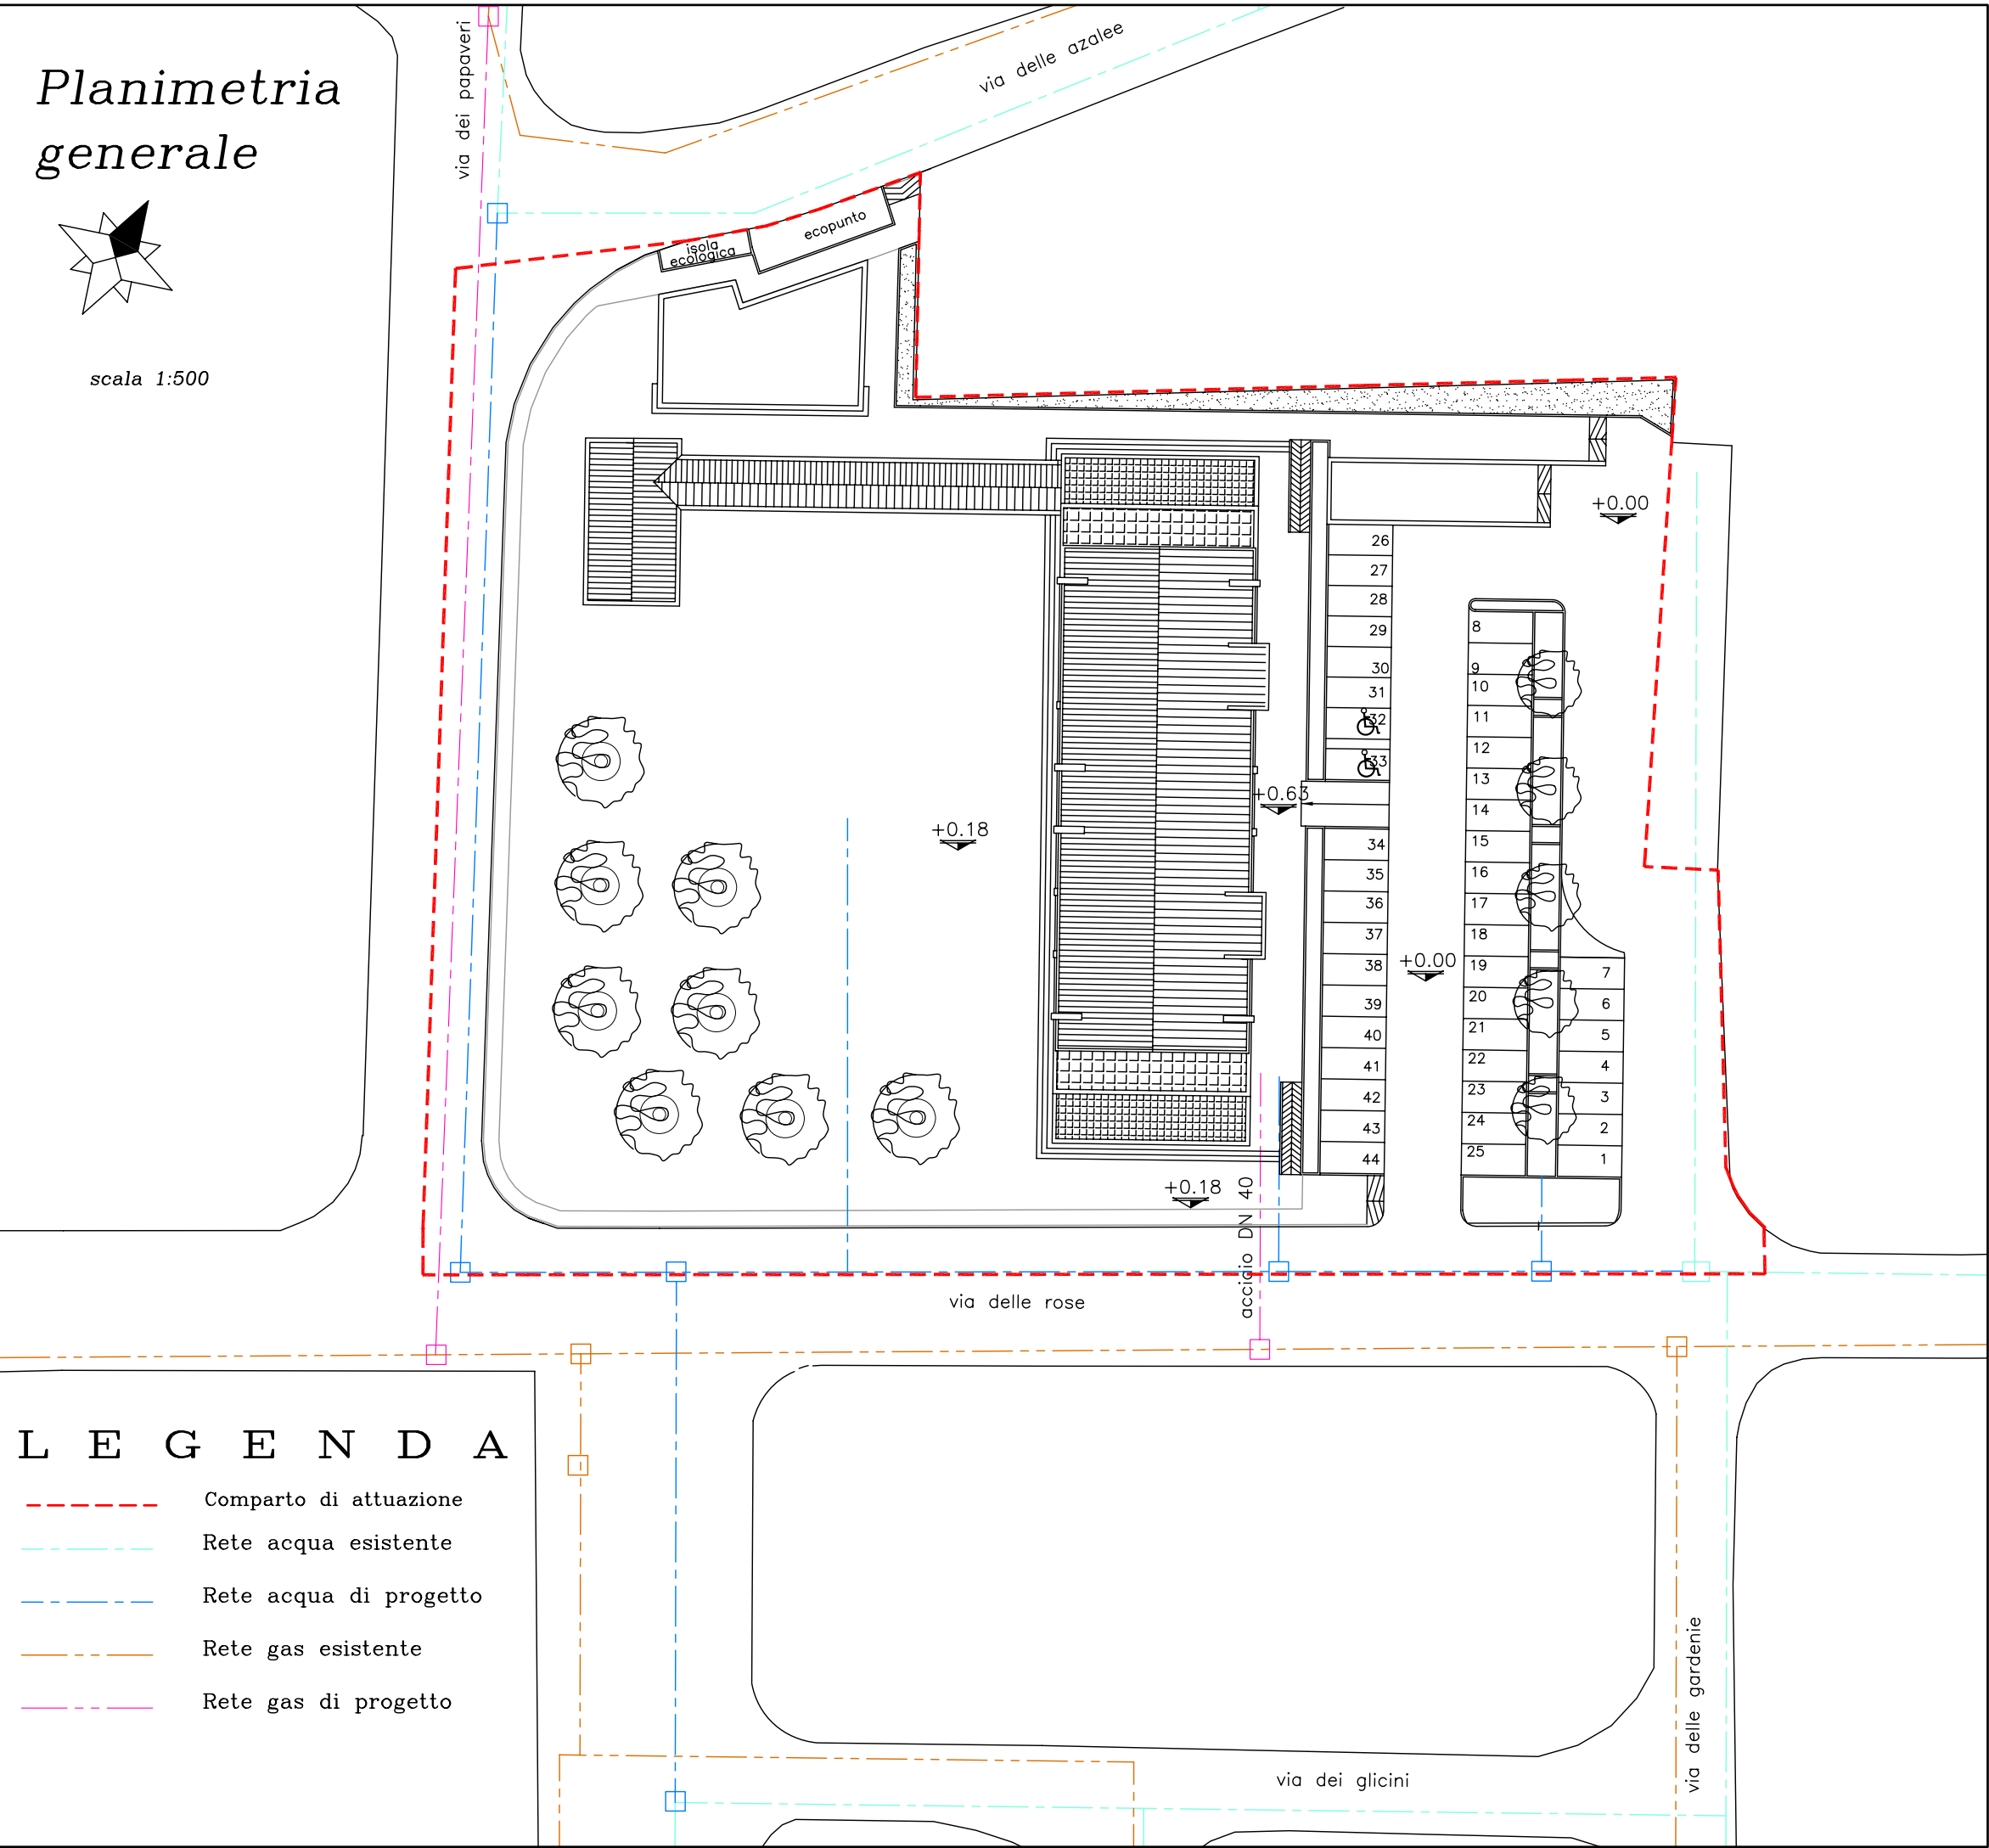 Planimetria
generale
scala 1:500
via dei papaveri
via delle azalee
isola
ecologica
ecopunto
+0.00
26
27
28
29
30
31
32
33
34
35
36
37
38
39
40
41
42
43
44
8
9
10
11
12
13
14
15
16
17
18
19
20
21
22
23
24
25
7
6
5
4
3
2
1
+0.63
+0.18
+0.00
+0.18
acciaio DN 40
via delle rose
LEGENDA
Comparto di attuazione
Rete acqua esistente
Rete acqua di progetto
Rete gas esistente
Rete gas di progetto
via dei glicini
via delle gardenie